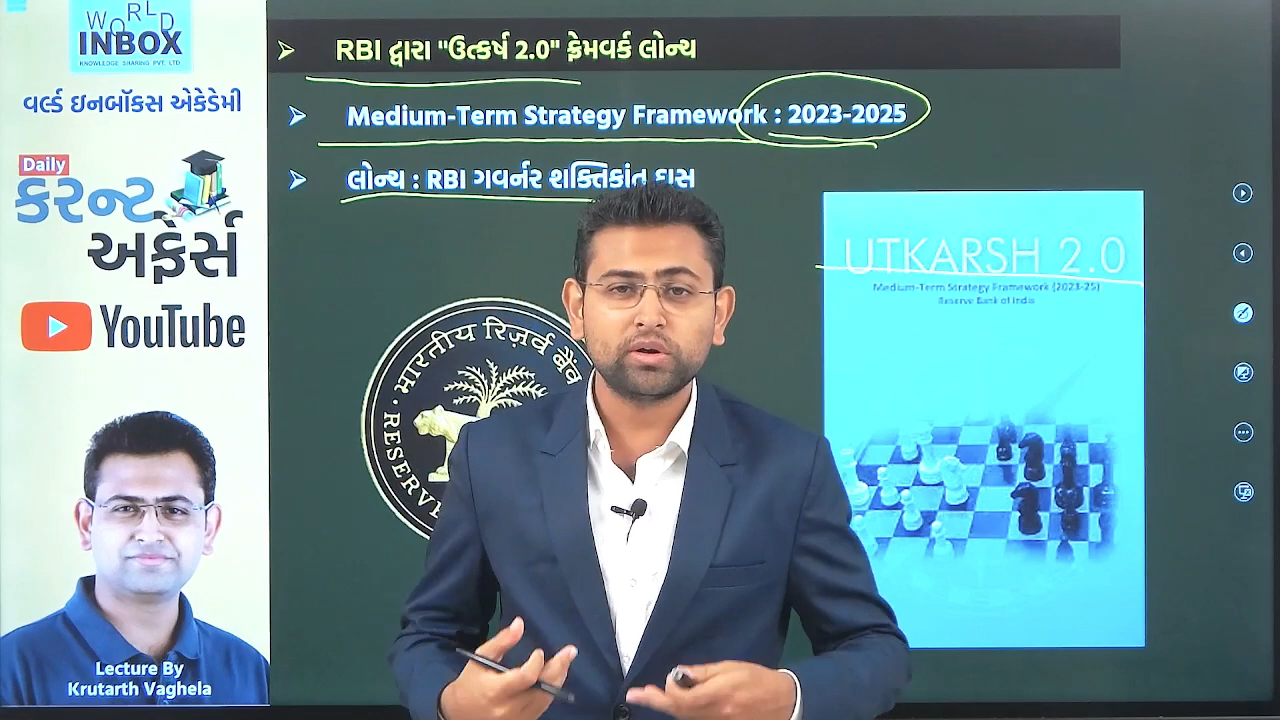 WORLD
INBOX
KNOWLEDGE SHARING PVT. LTD
વર્લ્ડ ઇનબૉક્સ એકેડેમી
Daily
કરન્ટ
અફેર્સ
YouTube
Lecture By
Krutarth Vaghela
RBI દ્વારા "ઉત્કર્ષ 2.0" ફ્રેમવર્ક લોન્ચ
Medium-Term Strategy Framework : 2023-2025
લોન્ચ : RBI ગવર્નર શક્તિકાંત દાસ
भारतीय रिज़र्व बैंक
RESERVE
UTKARSH 2.0
Medium-Term Strategy Framework (2023-25)
Reserve Bank of India